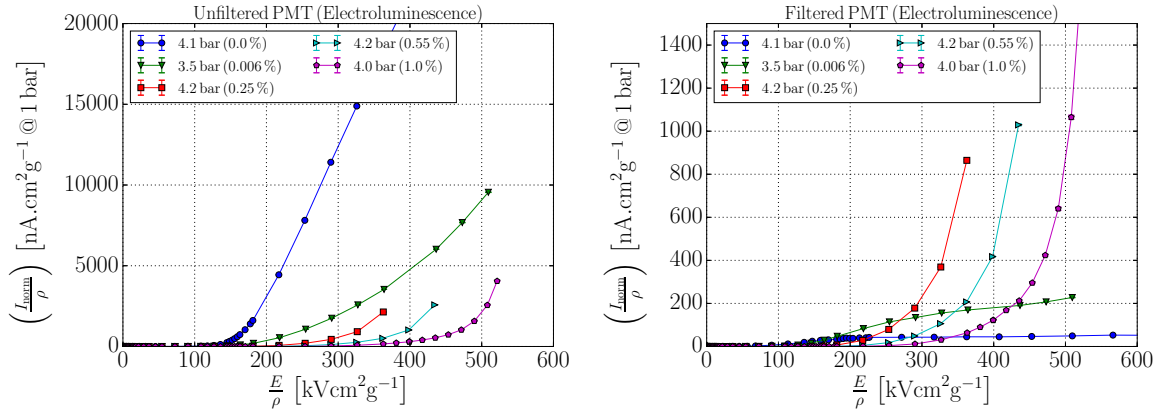 Unfiltered PMT (Electroluminescence)
20000
15000
10000
5000
0
4.1 bar (0.0 %)
3.5 bar (0.006 %)
4.2 bar (0.25 %)
4.2 bar (0.55 %)
4.0 bar (1.0 %)
(I_norm/ρ) [nA.cm²g⁻¹ @ 1 bar]
0 100 200 300 400 500 600
E/ρ [kVcm²g⁻¹]
Filtered PMT (Electroluminescence)
1400
1200
1000
800
600
400
200
0
4.1 bar (0.0 %)
3.5 bar (0.006 %)
4.2 bar (0.25 %)
4.2 bar (0.55 %)
4.0 bar (1.0 %)
(I_norm/ρ) [nA.cm²g⁻¹ @ 1 bar]
0 100 200 300 400 500 600
E/ρ [kVcm²g⁻¹]